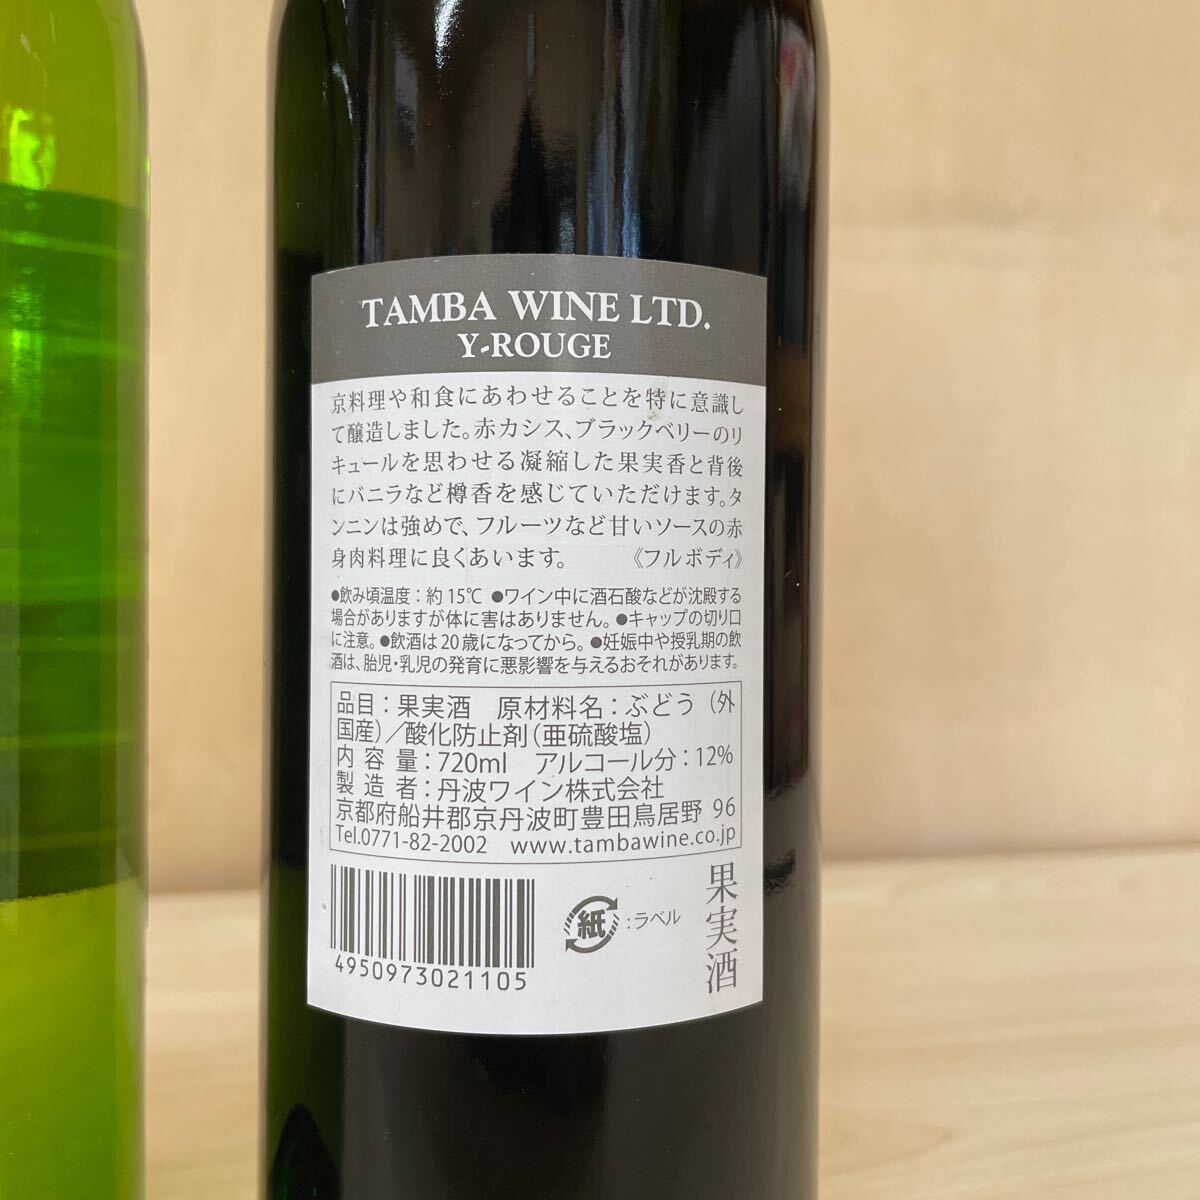 TAMBA WINE LTD.
Y-ROUGE
京料理や和食にあわせることを特に意識し
て醸造しました。赤カシス、ブラックベリーのリ
キュールを思わせる凝縮した果実香と背後
にバニラなど樽香を感じていただけます。タ
ンニンは強めで、フルーツなど甘いソースの赤
身肉料理に良くあいます。 《フルボディ》
●飲み頃温度：約15℃ ●ワイン中に酒石酸などが沈殿する
場合がありますが体に害はありません。●キャップの切り口
に注意。●飲酒は20歳になってから。●妊娠中や授乳期の飲
酒は、胎児・乳児の発育に悪影響を与えるおそれがあります。
品目：果実酒 原材料名：ぶどう（外
国産）／酸化防止剤（亜硫酸塩）
内容量：720ml アルコール分：12%
製造者：丹波ワイン株式会社
京都府船井郡京丹波町豊田鳥居野 96
Tel.0771-82-2002 www.tambawine.co.jp
4950973021105
紙：ラベル
果実酒